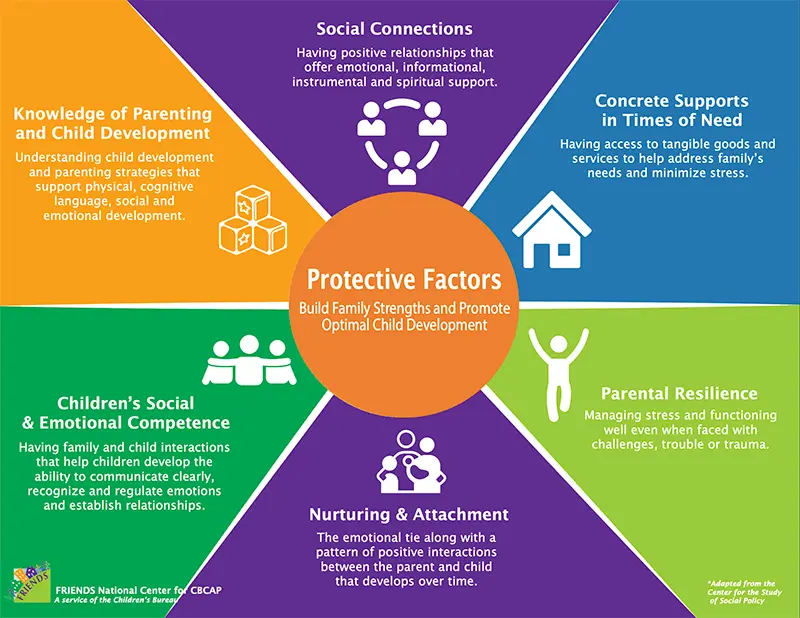 Social Connections
Having positive relationships that
offer emotional, informational,
instrumental and spiritual support.
Knowledge of Parenting
and Child Development
Understanding child development
and parenting strategies that
support physical, cognitive
language, social and
emotional development.
Concrete Supports
in Times of Need
Having access to tangible goods and
services to help address family's
needs and minimize stress.
Protective Factors
Build Family Strengths and Promote
Optimal Child Development
Children's Social
& Emotional Competence
Having family and child interactions
that help children develop the
ability to communicate clearly,
recognize and regulate emotions
and establish relationships.
Parental Resilience
Managing stress and functioning
well even when faced with
challenges, trouble or trauma.
Nurturing & Attachment
The emotional tie along with a
pattern of positive interactions
between the parent and child
that develops over time.
FRIENDS
FRIENDS National Center for CBCAP
A service of the Children's Bureau
*Adapted from the
Center for the Study
of Social Policy